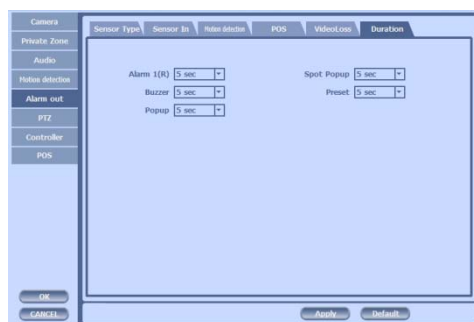 Camera
Private Zone
Audio
Motion detection
Alarm out
PTZ
Controller
POS
OK
CANCEL
Sensor Type Sensor In Motion detection POS VideoLoss Duration
Alarm 1(R) 5 sec Spot Popup 5 sec
Buzzer 5 sec Preset 5 sec
Popup 5 sec
Apply Default